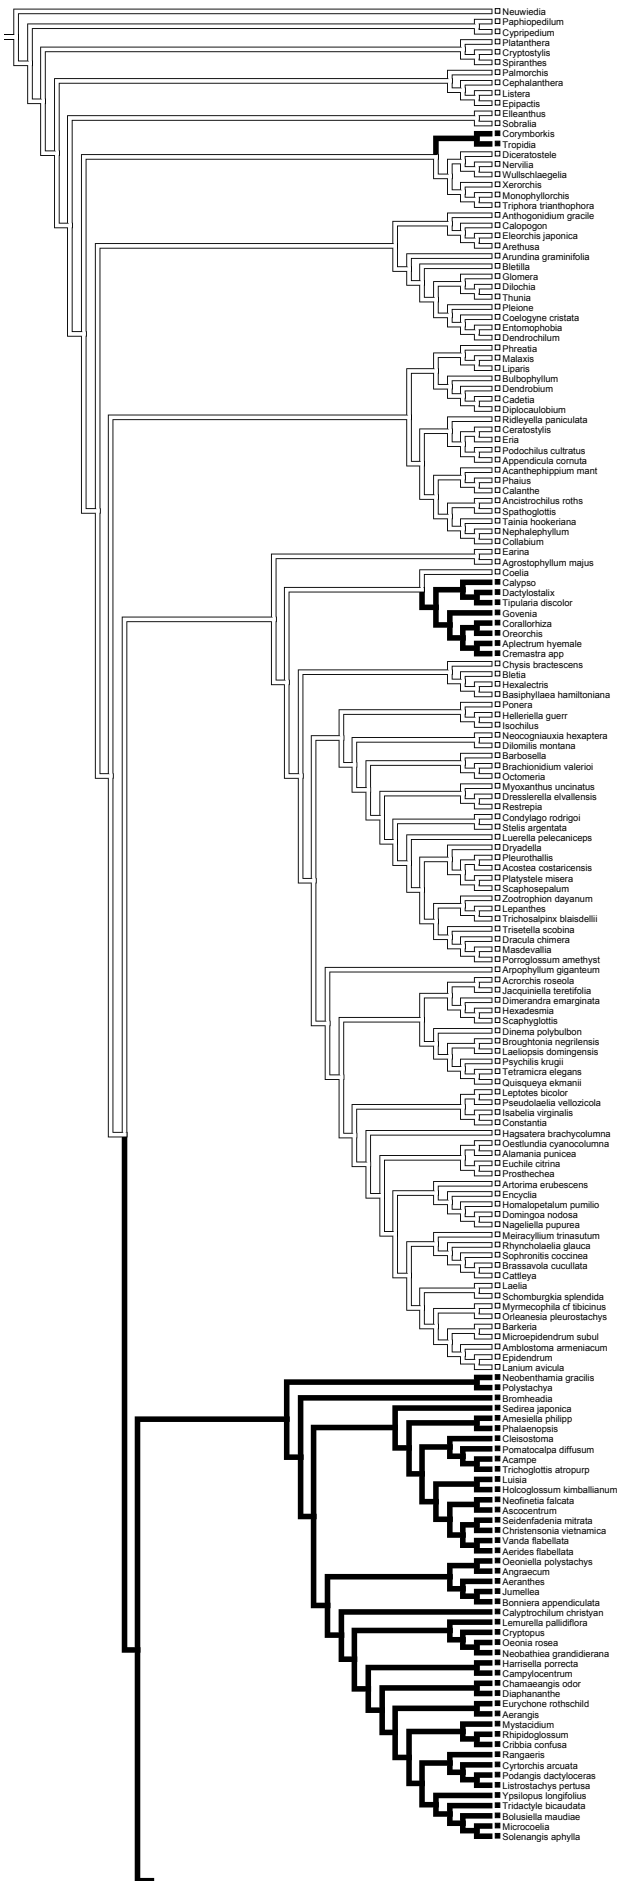 Neuwiedia
Paphiopedilum
Cypripedium
Platanthera
Cryptostylis
Spiranthes
Palmorchis
Cephalanthera
Listera
Epipactis
Elleanthus
Sobralia
Corymborkis
Tropidia
Diceratostele
Nervilia
Wullschlaegelia
Xerorchis
Monophyllorchis
Triphora trianthophora
Anthogonidium gracile
Calopogon
Eleorchis japonica
Arethusa
Arundina graminifolia
Bletilla
Glomera
Dilochia
Thunia
Pleione
Coelogyne cristata
Entomophobia
Dendrochilum
Phreatia
Malaxis
Liparis
Bulbophyllum
Dendrobium
Cadetia
Diplocaulobium
Ridleyella paniculata
Ceratostylis
Eria
Podochilus cultratus
Appendicula cornuta
Acanthephippium mant
Phaius
Calanthe
Ancistrochilus roths
Spathoglottis
Tainia hookeriana
Nephalephyllum
Collabium
Earina
Agrostophyllum majus
Coelia
Calypso
Dactylostalix
Tipularia discolor
Govenia
Corallorhiza
Oreorchis
Aplectrum hyemale
Cremastra app
Chysis bractescens
Bletia
Hexalectris
Basiphyllaea hamiltoniana
Ponera
Helleriella guerr
Isochilus
Neocogniauxia hexaptera
Dilomilis montana
Barbosella
Brachionidium valerioi
Octomeria
Myoxanthus uncinatus
Dresslerella elvallensis
Restrepia
Condylago rodrigoi
Stelis argentata
Luerella pelecaniceps
Dryadella
Pleurothallis
Acostea costaricensis
Platystele misera
Scaphosepalum
Zootrophion dayanum
Lepanthes
Trichosalpinx blaisdellii
Trisetella scobina
Dracula chimera
Masdevallia
Porroglossum amethyst
Arpophyllum giganteum
Acrorchis roseola
Jacquiniella teretifolia
Dimerandra emarginata
Hexadesmia
Scaphyglottis
Dinema polybulbon
Broughtonia negrilensis
Laeliopsis domingensis
Psychilis krugii
Tetramicra elegans
Quisqueya ekmanii
Leptotes bicolor
Pseudolaelia vellozicola
Isabelia virginalis
Constantia
Hagsatera brachycolumna
Oestlundia cyanocolumna
Alamania punicea
Euchile citrina
Prosthechea
Artorima erubescens
Encyclia
Homalopetalum pumilio
Domingoa nodosa
Nageliella pupurea
Meiracyllium trinasutum
Rhyncholaelia glauca
Sophronitis coccinea
Brassavola cucullata
Cattleya
Laelia
Schomburgkia splendida
Myrmecophila cf tibicinus
Orleanesia pleurostachys
Barkeria
Microepidendrum subul
Amblostoma armeniacum
Epidendrum
Lanium avicula
Neobenthamia gracilis
Polystachya
Bromheadia
Sedirea japonica
Amesiella philipp
Phalaenopsis
Cleisostoma
Pomatocalpa diffusum
Acampe
Trichoglottis atropurp
Luisia
Holcoglossum kimballianum
Neofinetia falcata
Ascocentrum
Seidenfadenia mitrata
Christensonia vietnamica
Vanda flabellata
Aerides flabellata
Oeoniella polystachys
Angraecum
Aeranthes
Jumellea
Bonniera appendiculata
Calyptrochilum christyan
Lemurella pallidiflora
Cryptopus
Oeonia rosea
Neobathiea grandidierana
Harrisella porrecta
Campylocentrum
Chamaeangis odor
Diaphananthe
Eurychone rothschild
Aerangis
Mystacidium
Rhipidoglossum
Cribbia confusa
Rangaeris
Cyrtorchis arcuata
Podangis dactyloceras
Listrostachys pertusa
Ypsilopus longifolius
Tridactyle bicaudata
Bolusiella maudiae
Microcoelia
Solenangis aphylla